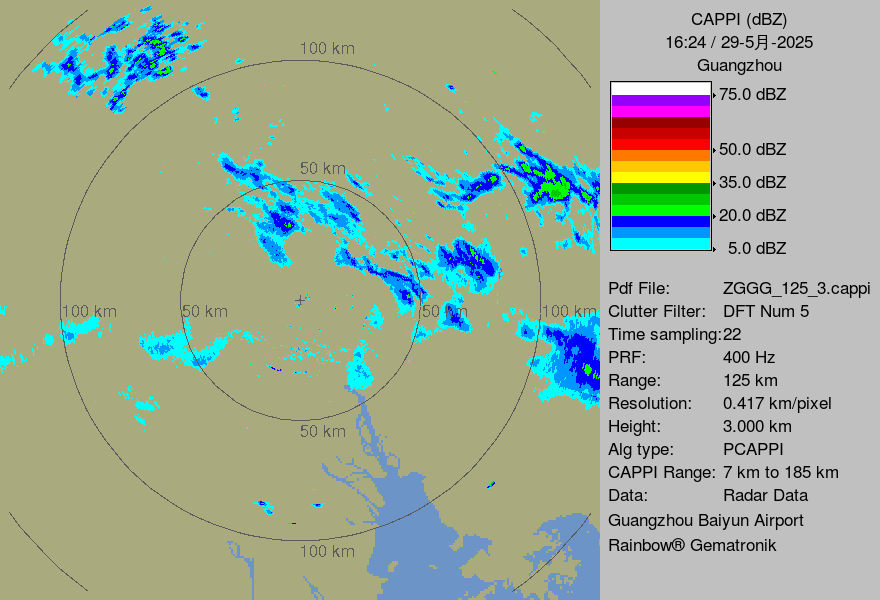 100 km
50 km
100 km
50 km
50 km
100 km
50 km
100 km
CAPPI (dBZ)
16:24 / 29-5月-2025
Guangzhou
75.0 dBZ
50.0 dBZ
35.0 dBZ
20.0 dBZ
5.0 dBZ
Pdf File: ZGGG_125_3.cappi
Clutter Filter: DFT Num 5
Time sampling:22
PRF: 400 Hz
Range: 125 km
Resolution: 0.417 km/pixel
Height: 3.000 km
Alg type: PCAPPI
CAPPI Range: 7 km to 185 km
Data: Radar Data
Guangzhou Baiyun Airport
Rainbow® Gematronik